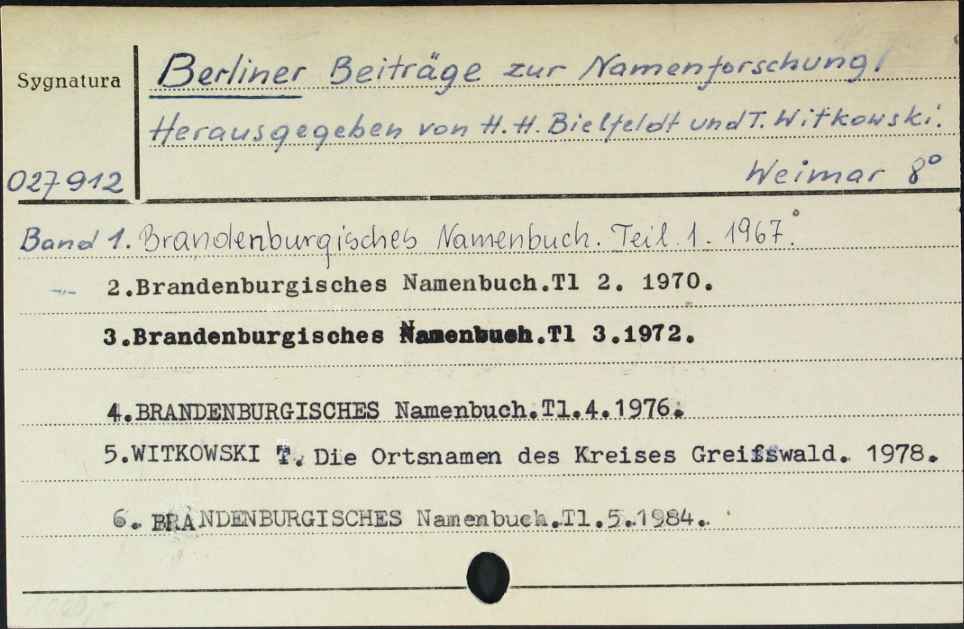 Sygnatura
Berliner Beiträge zur Namenforschung!
Herausgegeben von H. H. Bielfeldt und T. Witkowski.
027912
Weimar 8°
Band 1. Brandenburgisches Namenbuch. Teil 1. 1967.
2.Brandenburgisches Namenbuch.Tl 2. 1970.
3.Brandenburgisches Namenbuch.Tl 3.1972.
4.BRANDENBURGISCHES Namenbuch.Tl.4.1976.
5.WITKOWSKI T. Die Ortsnamen des Kreises Greifswald. 1978.
6. BRANDENBURGISCHES Namenbuch.Tl.5.1984.